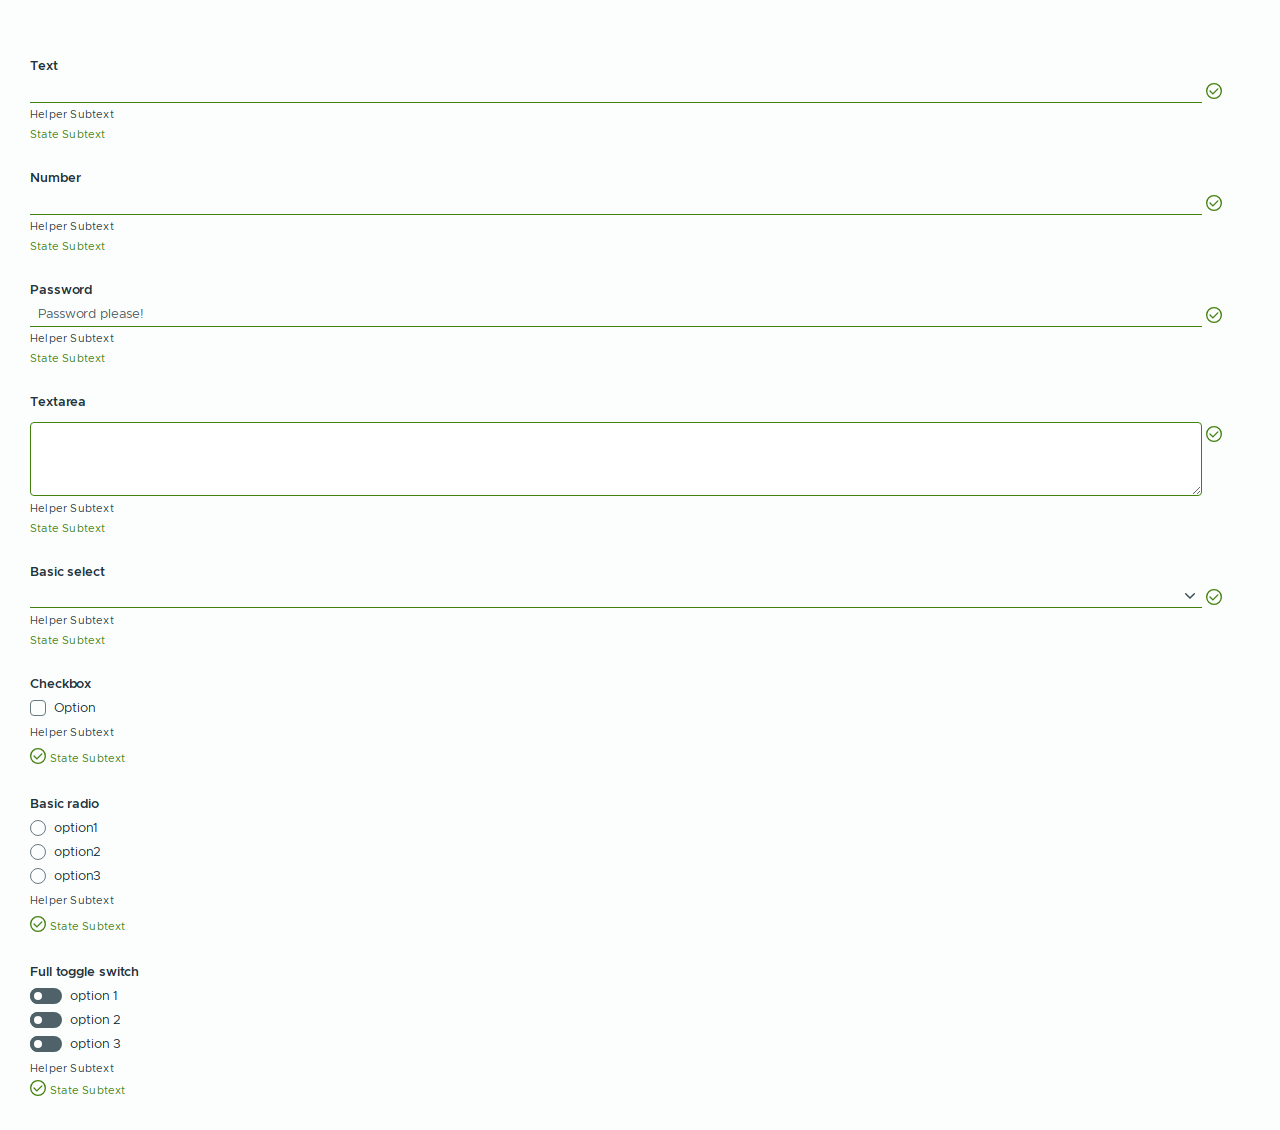 Text
Helper Subtext
State Subtext
Number
Helper Subtext
State Subtext
Password
Password please!
Helper Subtext
State Subtext
Textarea
Helper Subtext
State Subtext
Basic select
Helper Subtext
State Subtext
Checkbox
Option
Helper Subtext
State Subtext
Basic radio
option1
option2
option3
Helper Subtext
State Subtext
Full toggle switch
option 1
option 2
option 3
Helper Subtext
State Subtext